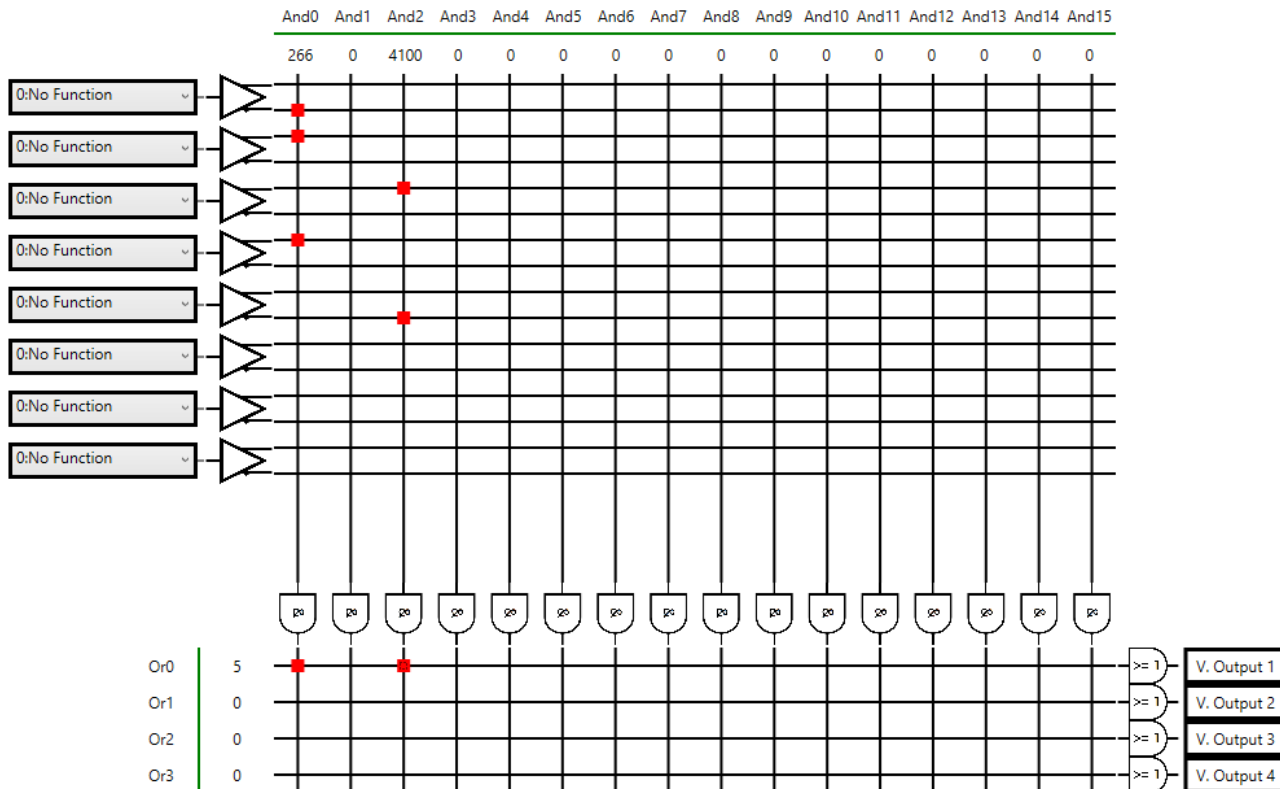 And0 And1 And2 And3 And4 And5 And6 And7 And8 And9 And10 And11 And12 And13 And14 And15
266 0 4100 0 0 0 0 0 0 0 0 0 0 0 0 0
0:No Function
0:No Function
0:No Function
0:No Function
0:No Function
0:No Function
0:No Function
0:No Function
& & & & & & & & & & & & & & & &
Or0 5 >= 1 V. Output 1
Or1 0 >= 1 V. Output 2
Or2 0 >= 1 V. Output 3
Or3 0 >= 1 V. Output 4